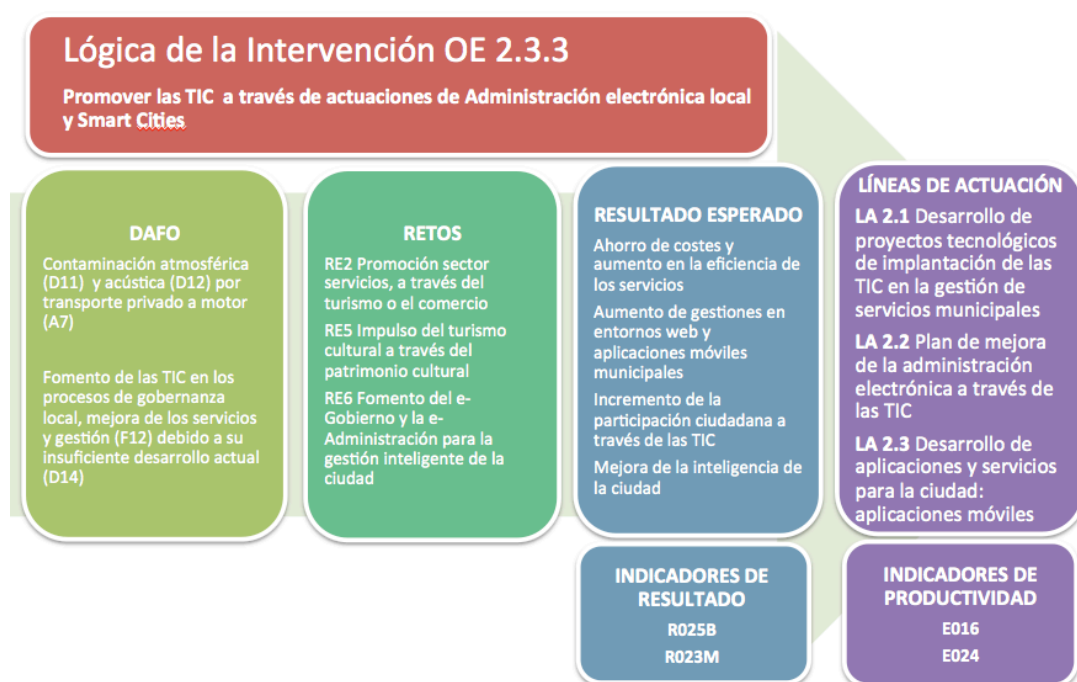 Lógica de la Intervención OE 2.3.3
Promover las TIC a través de actuaciones de Administración electrónica local
y Smart Cities
DAFO
Contaminación atmosférica
(D11) y acústica (D12) por
transporte privado a motor
(A7)
Fomento de las TIC en los
procesos de gobernanza
local, mejora de los servicios
y gestión (F12) debido a su
insuficiente desarrollo actual
(D14)
RETOS
RE2 Promoción sector
servicios, a través del
turismo o el comercio
RE5 Impulso del turismo
cultural a través del
patrimonio cultural
RE6 Fomento del e-
Gobierno y la e-
Administración para la
gestión inteligente de la
ciudad
RESULTADO ESPERADO
Ahorro de costes y
aumento en la eficiencia de
los servicios
Aumento de gestiones en
entornos web y
aplicaciones móviles
municipales
Incremento de la
participación ciudadana a
través de las TIC
Mejora de la inteligencia de
la ciudad
LÍNEAS DE ACTUACIÓN
LA 2.1 Desarrollo de
proyectos tecnológicos
de implantación de las
TIC en la gestión de
servicios municipales
LA 2.2 Plan de mejora
de la administración
electrónica a través de
las TIC
LA 2.3 Desarrollo de
aplicaciones y servicios
para la ciudad:
aplicaciones móviles
INDICADORES DE
RESULTADO
R025B
R023M
INDICADORES DE
PRODUCTIVIDAD
E016
E024